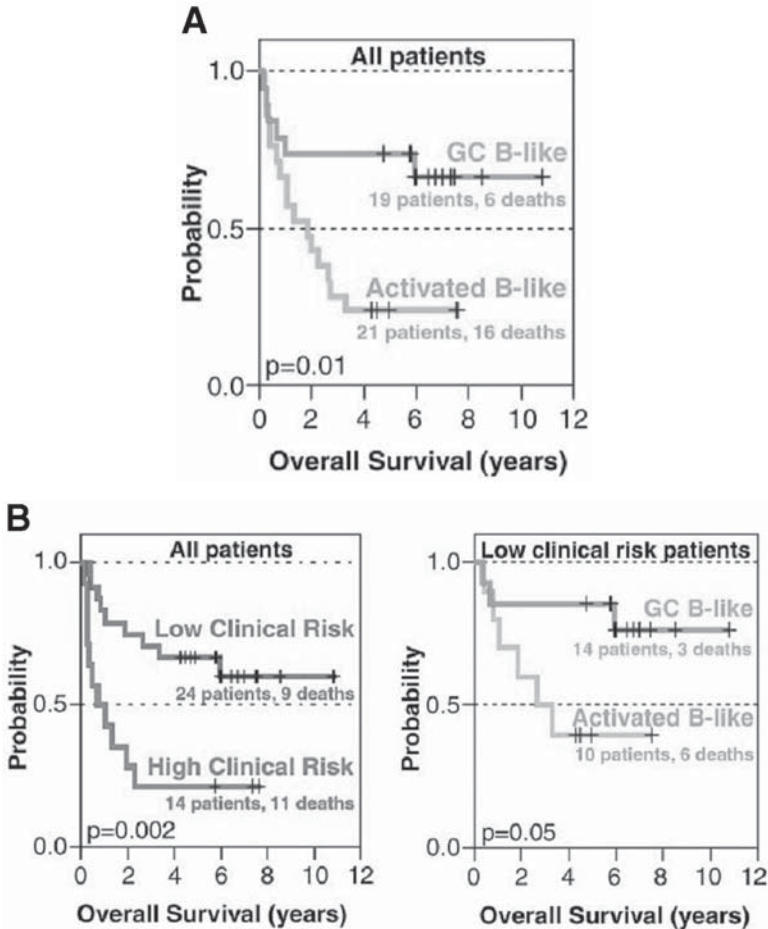 A
All patients
1.0
GC B-like
19 patients, 6 deaths
0.5
Activated B-like
21 patients, 16 deaths
p=0.01
0.0
0 2 4 6 8 10 12
Probability
Overall Survival (years)
B
All patients
1.0
Low Clinical Risk
24 patients, 9 deaths
0.5
High Clinical Risk
14 patients, 11 deaths
p=0.002
0.0
0 2 4 6 8 10 12
Probability
Overall Survival (years)
Low clinical risk patients
1.0
GC B-like
14 patients, 3 deaths
0.5
Activated B-like
10 patients, 6 deaths
p=0.05
0.0
0 2 4 6 8 10 12
Probability
Overall Survival (years)